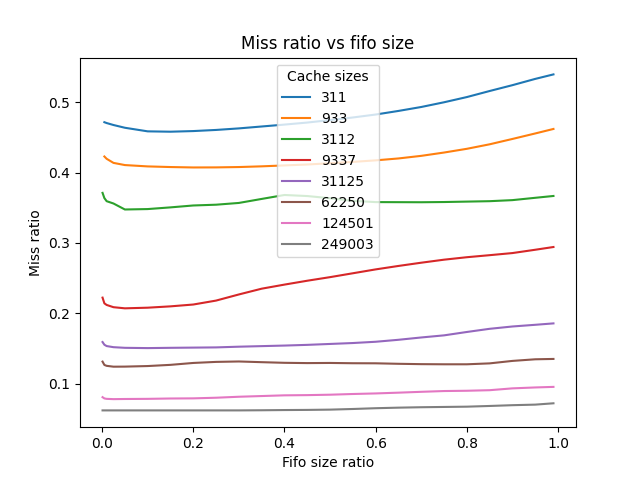 Miss ratio vs fifo size
Miss ratio
0.5
0.4
0.3
0.2
0.1
Cache sizes
311
933
3112
9337
31125
62250
124501
249003
0.0 0.2 0.4 0.6 0.8 1.0
Fifo size ratio